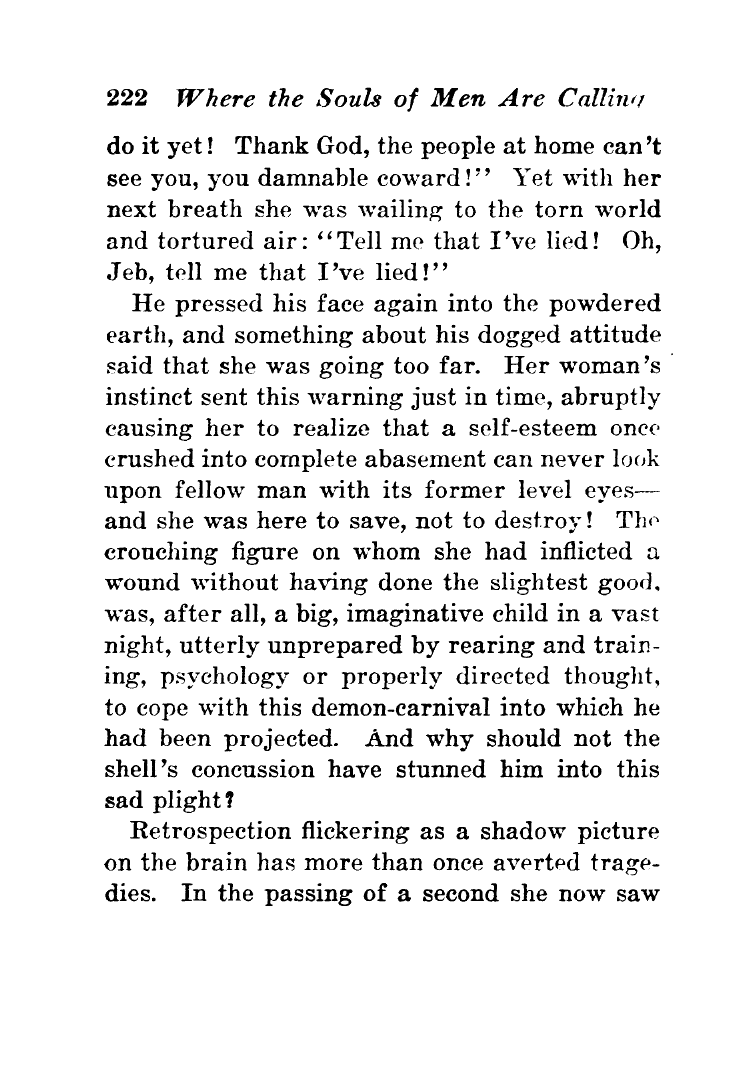 222 Where the Souls of Men Are Calling
do it yet! Thank God, the people at home can't
see you, you damnable coward!" Yet with her
next breath she was wailing to the torn world
and tortured air: "Tell me that I've lied! Oh,
Jeb, tell me that I've lied!"
He pressed his face again into the powdered
earth, and something about his dogged attitude
said that she was going too far. Her woman's
instinct sent this warning just in time, abruptly
causing her to realize that a self-esteem once
crushed into complete abasement can never look
upon fellow man with its former level eyes—
and she was here to save, not to destroy! The
crouching figure on whom she had inflicted a
wound without having done the slightest good,
was, after all, a big, imaginative child in a vast
night, utterly unprepared by rearing and train-
ing, psychology or properly directed thought,
to cope with this demon-carnival into which he
had been projected. And why should not the
shell's concussion have stunned him into this
sad plight?
Retrospection flickering as a shadow picture
on the brain has more than once averted trage-
dies. In the passing of a second she now saw